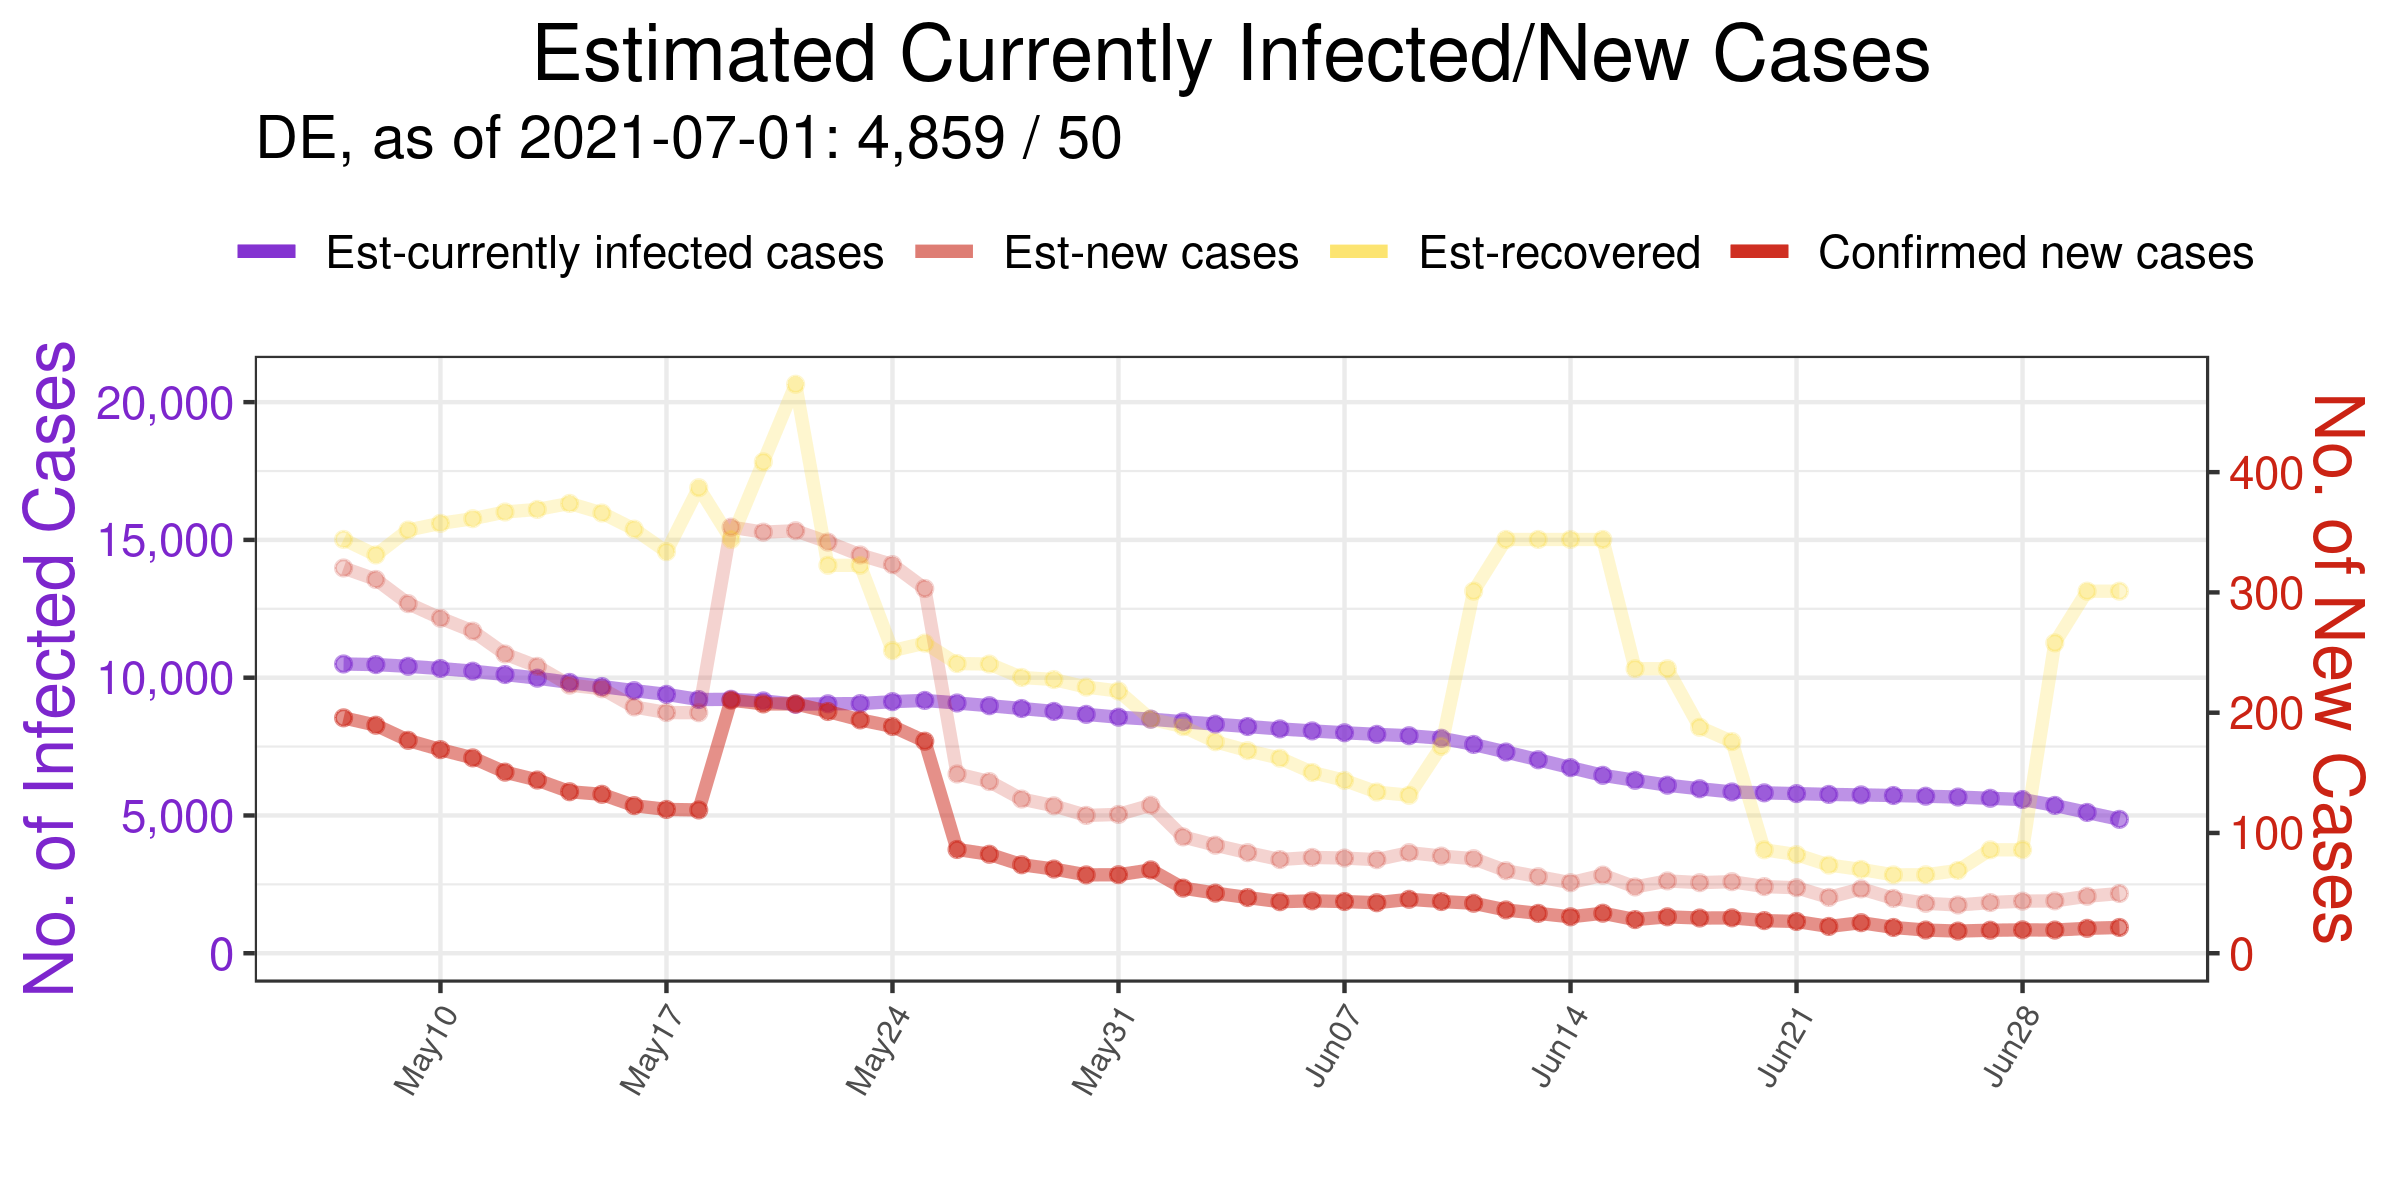 Estimated Currently Infected/New Cases
DE, as of 2021-07-01: 4,859 / 50
Est-currently infected cases Est-new cases Est-recovered Confirmed new cases
No. of Infected Cases
20,000
15,000
10,000
5,000
0
No. of New Cases
400
300
200
100
0
May10 May17 May24 May31 Jun07 Jun14 Jun21 Jun28